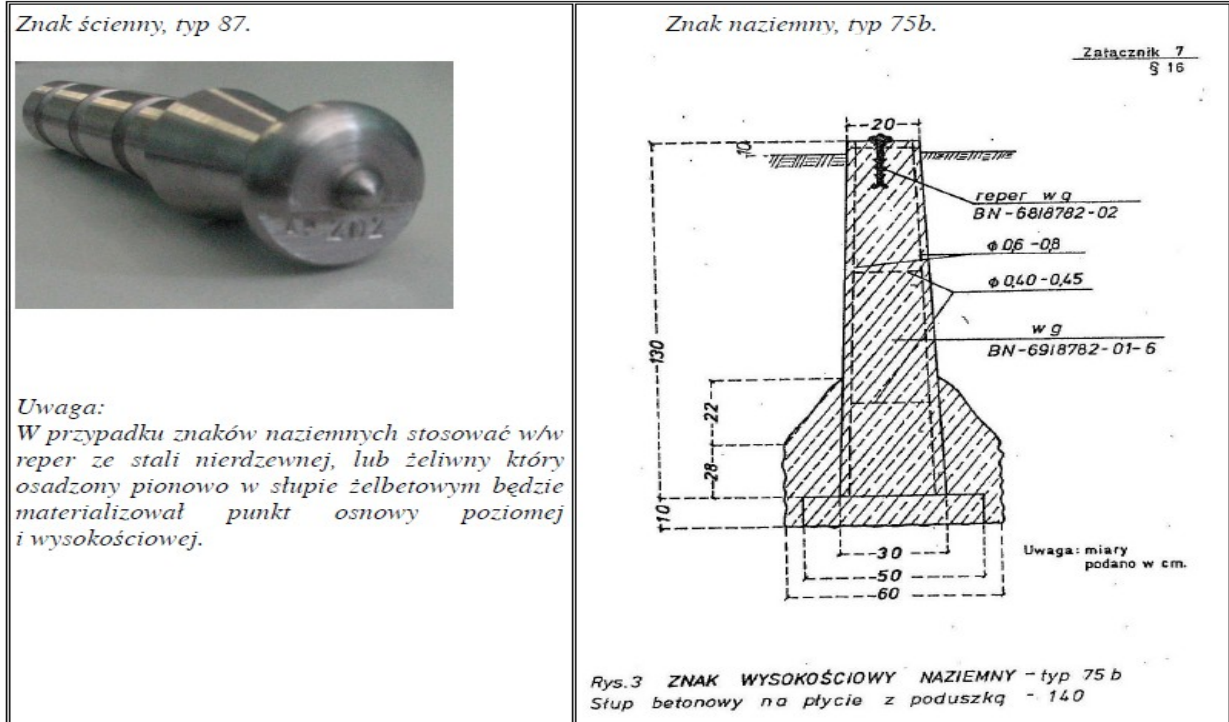 Znak ścienny, typ 87.
Uwaga:
W przypadku znaków naziemnych stosować w/w
reper ze stali nierdzewnej, lub żeliwny który
osadzony pionowo w słupie żelbetowym będzie
materializował punkt osnowy poziomej
i wysokościowej.
Znak naziemny, typ 75b.
Załącznik 7
§ 16
20
10
reper wg
BN-6818782-02
ϕ 0,6 -0,8
ϕ 0,40 -0,45
wg
BN-6918782-01-6
130
22
28
10
30
50
60
Uwaga: miary
podano w cm.
Rys.3 ZNAK WYSOKOŚCIOWY NAZIEMNY - typ 75 b
Słup betonowy na płycie z poduszką - 140